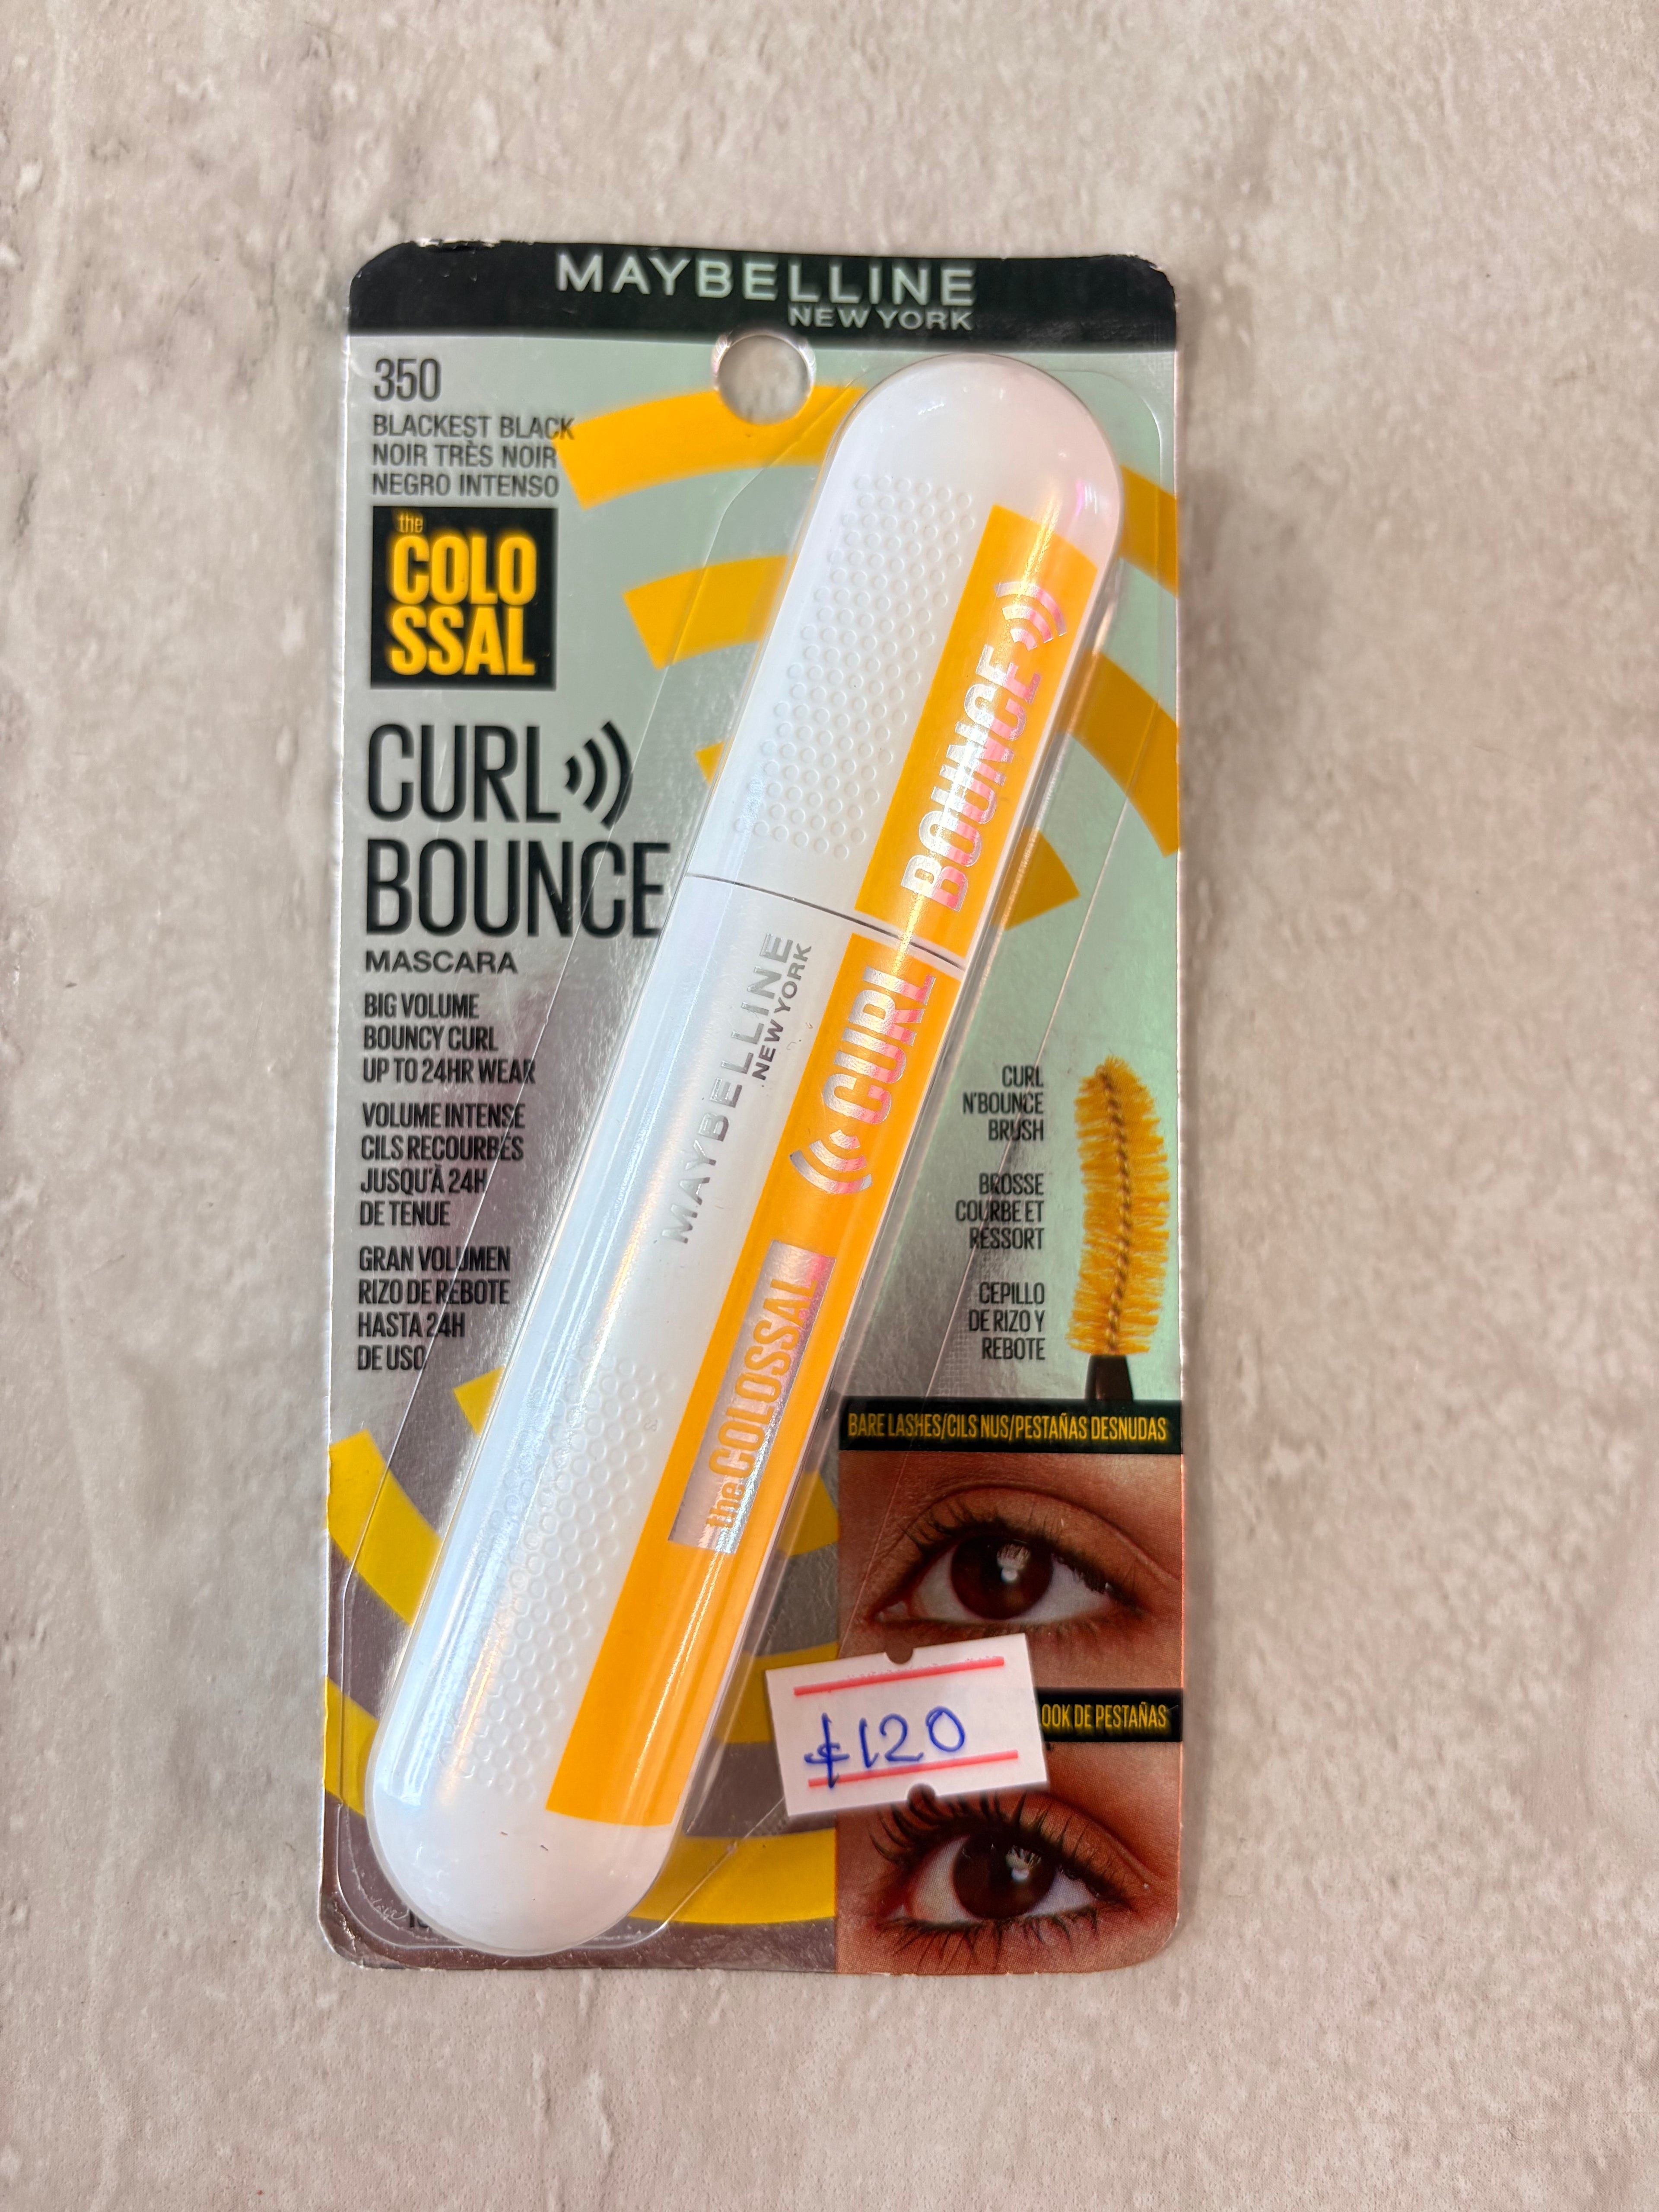 MAYBELLINE
NEW YORK
350
BLACKEST BLACK
NOIR TRÈS NOIR
NEGRO INTENSO
the
COLO
SSAL
CURL
BOUNCE
MASCARA
BIG VOLUME
BOUNCY CURL
UP TO 24HR WEAR
VOLUME INTENSE
CILS RECOURBÉS
JUSQU'À 24H
DE TENUE
GRAN VOLUMEN
RIZO DE REBOTE
HASTA 24H
DE USO
MAYBELLINE
NEW YORK
the COLOSSAL
CURL BOUNCE
CURL
N'BOUNCE
BRUSH
BROSSE
COURBE ET
RESSORT
CEPILLO
DE RIZO Y
REBOTE
BARE LASHES/CILS NUS/PESTAÑAS DESNUDAS
DE PESTAÑAS
₵120